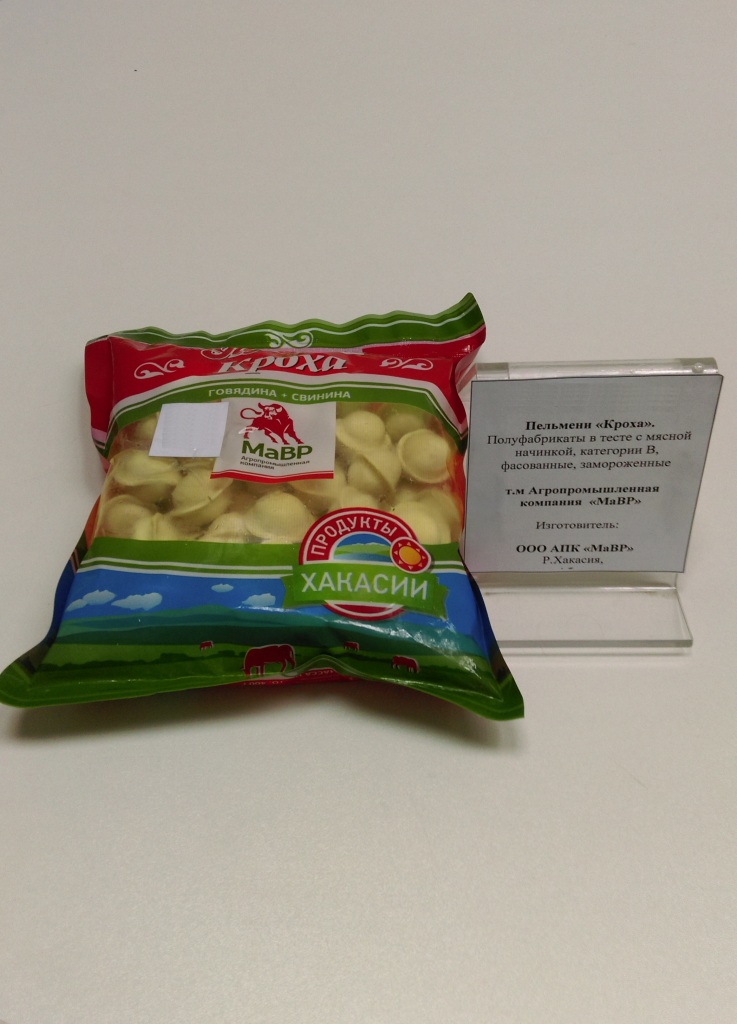 Кроха
ГОВЯДИНА + СВИНИНА
МаВР
Агропромышленная
компания
ПРОДУКТЫ
ХАКАСИИ
Пельмени «Кроха».
Полуфабрикаты в тесте с мясной
начинкой, категории В,
фасованные, замороженные
т.м Агропромышленная
компания «МаВР»
Изготовитель:
ООО АПК «МаВР»
Р.Хакасия,